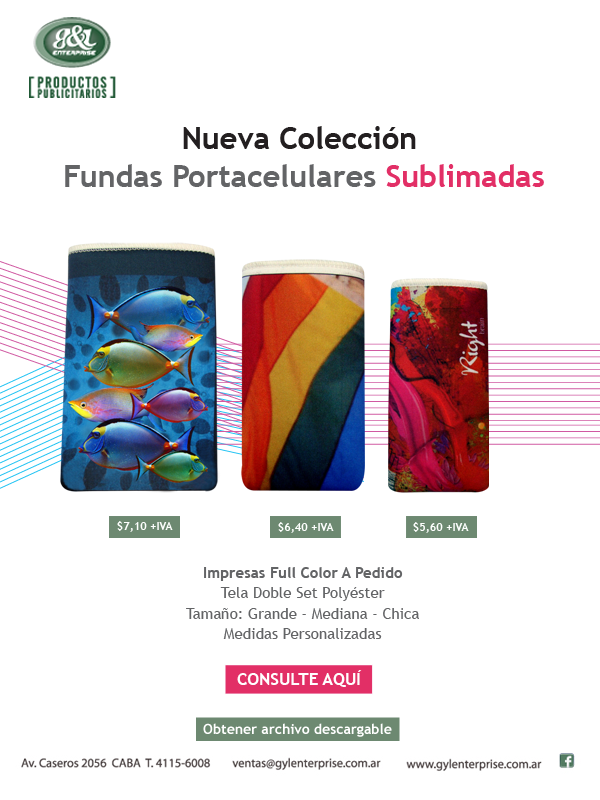 g&l
ENTERPRISE
[PRODUCTOS
PUBLICITARIOS]
Nueva Colección
Fundas Portacelulares Sublimadas
Right
$7,10 +IVA
$6,40 +IVA
$5,60 +IVA
Impresas Full Color A Pedido
Tela Doble Set Polyéster
Tamaño: Grande - Mediana - Chica
Medidas Personalizadas
CONSULTE AQUÍ
Obtener archivo descargable
Av. Caseros 2056 CABA T. 4115-6008 ventas@gylenterprise.com.ar www.gylenterprise.com.ar f